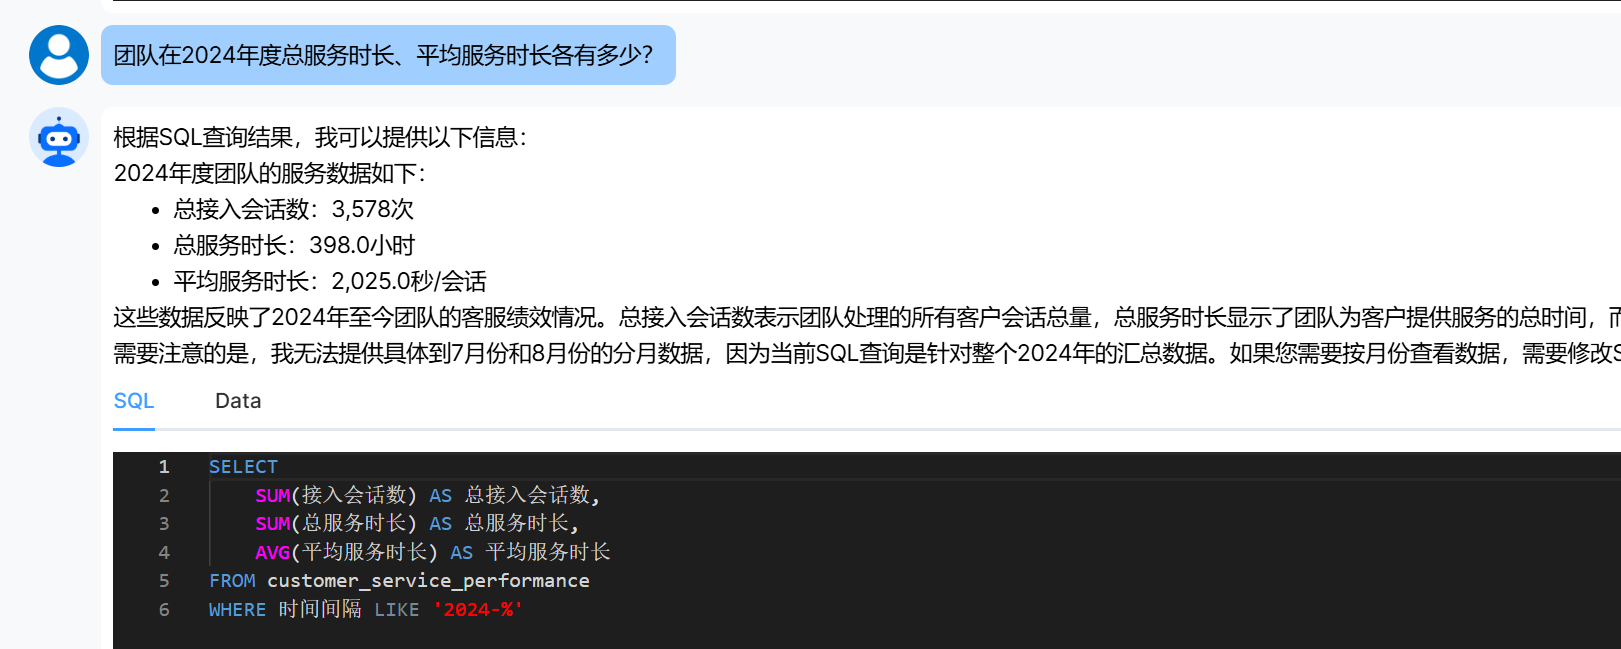 团队在2024年度总服务时长、平均服务时长各有多少？
根据SQL查询结果，我可以提供以下信息：
2024年度团队的服务数据如下：
• 总接入会话数：3,578次
• 总服务时长：398.0小时
• 平均服务时长：2,025.0秒/会话
这些数据反映了2024年至今团队的客服绩效情况。总接入会话数表示团队处理的所有客户会话总量，总服务时长显示了团队为客户提供服务的总时间，而
需要注意的是，我无法提供具体到7月份和8月份的分月数据，因为当前SQL查询是针对整个2024年的汇总数据。如果您需要按月份查看数据，需要修改S
SQL Data
1 SELECT
2 SUM(接入会话数) AS 总接入会话数,
3 SUM(总服务时长) AS 总服务时长,
4 AVG(平均服务时长) AS 平均服务时长
5 FROM customer_service_performance
6 WHERE 时间间隔 LIKE '2024-%'